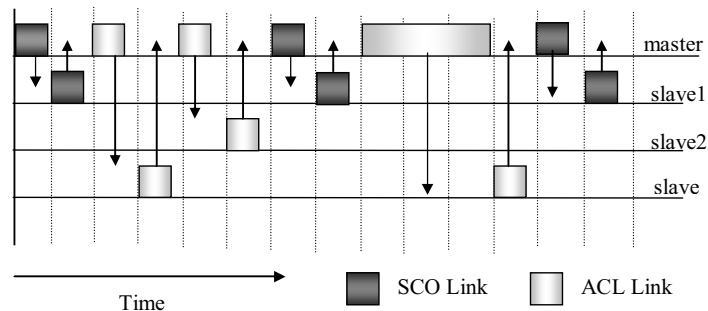 master
slave1
slave2
slave
Time
SCO Link
ACL Link